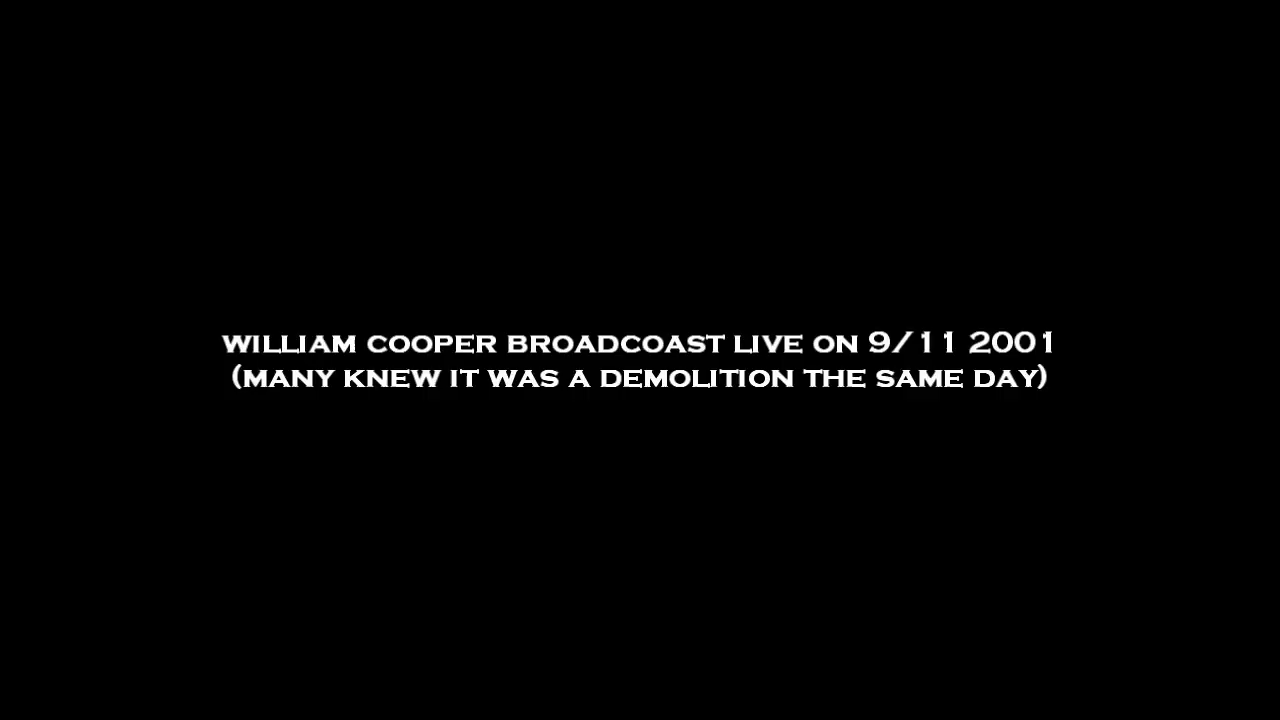 WILLIAM COOPER BROADCOAST LIVE ON 9/11 2001
(MANY KNEW IT WAS A DEMOLITION THE SAME DAY)